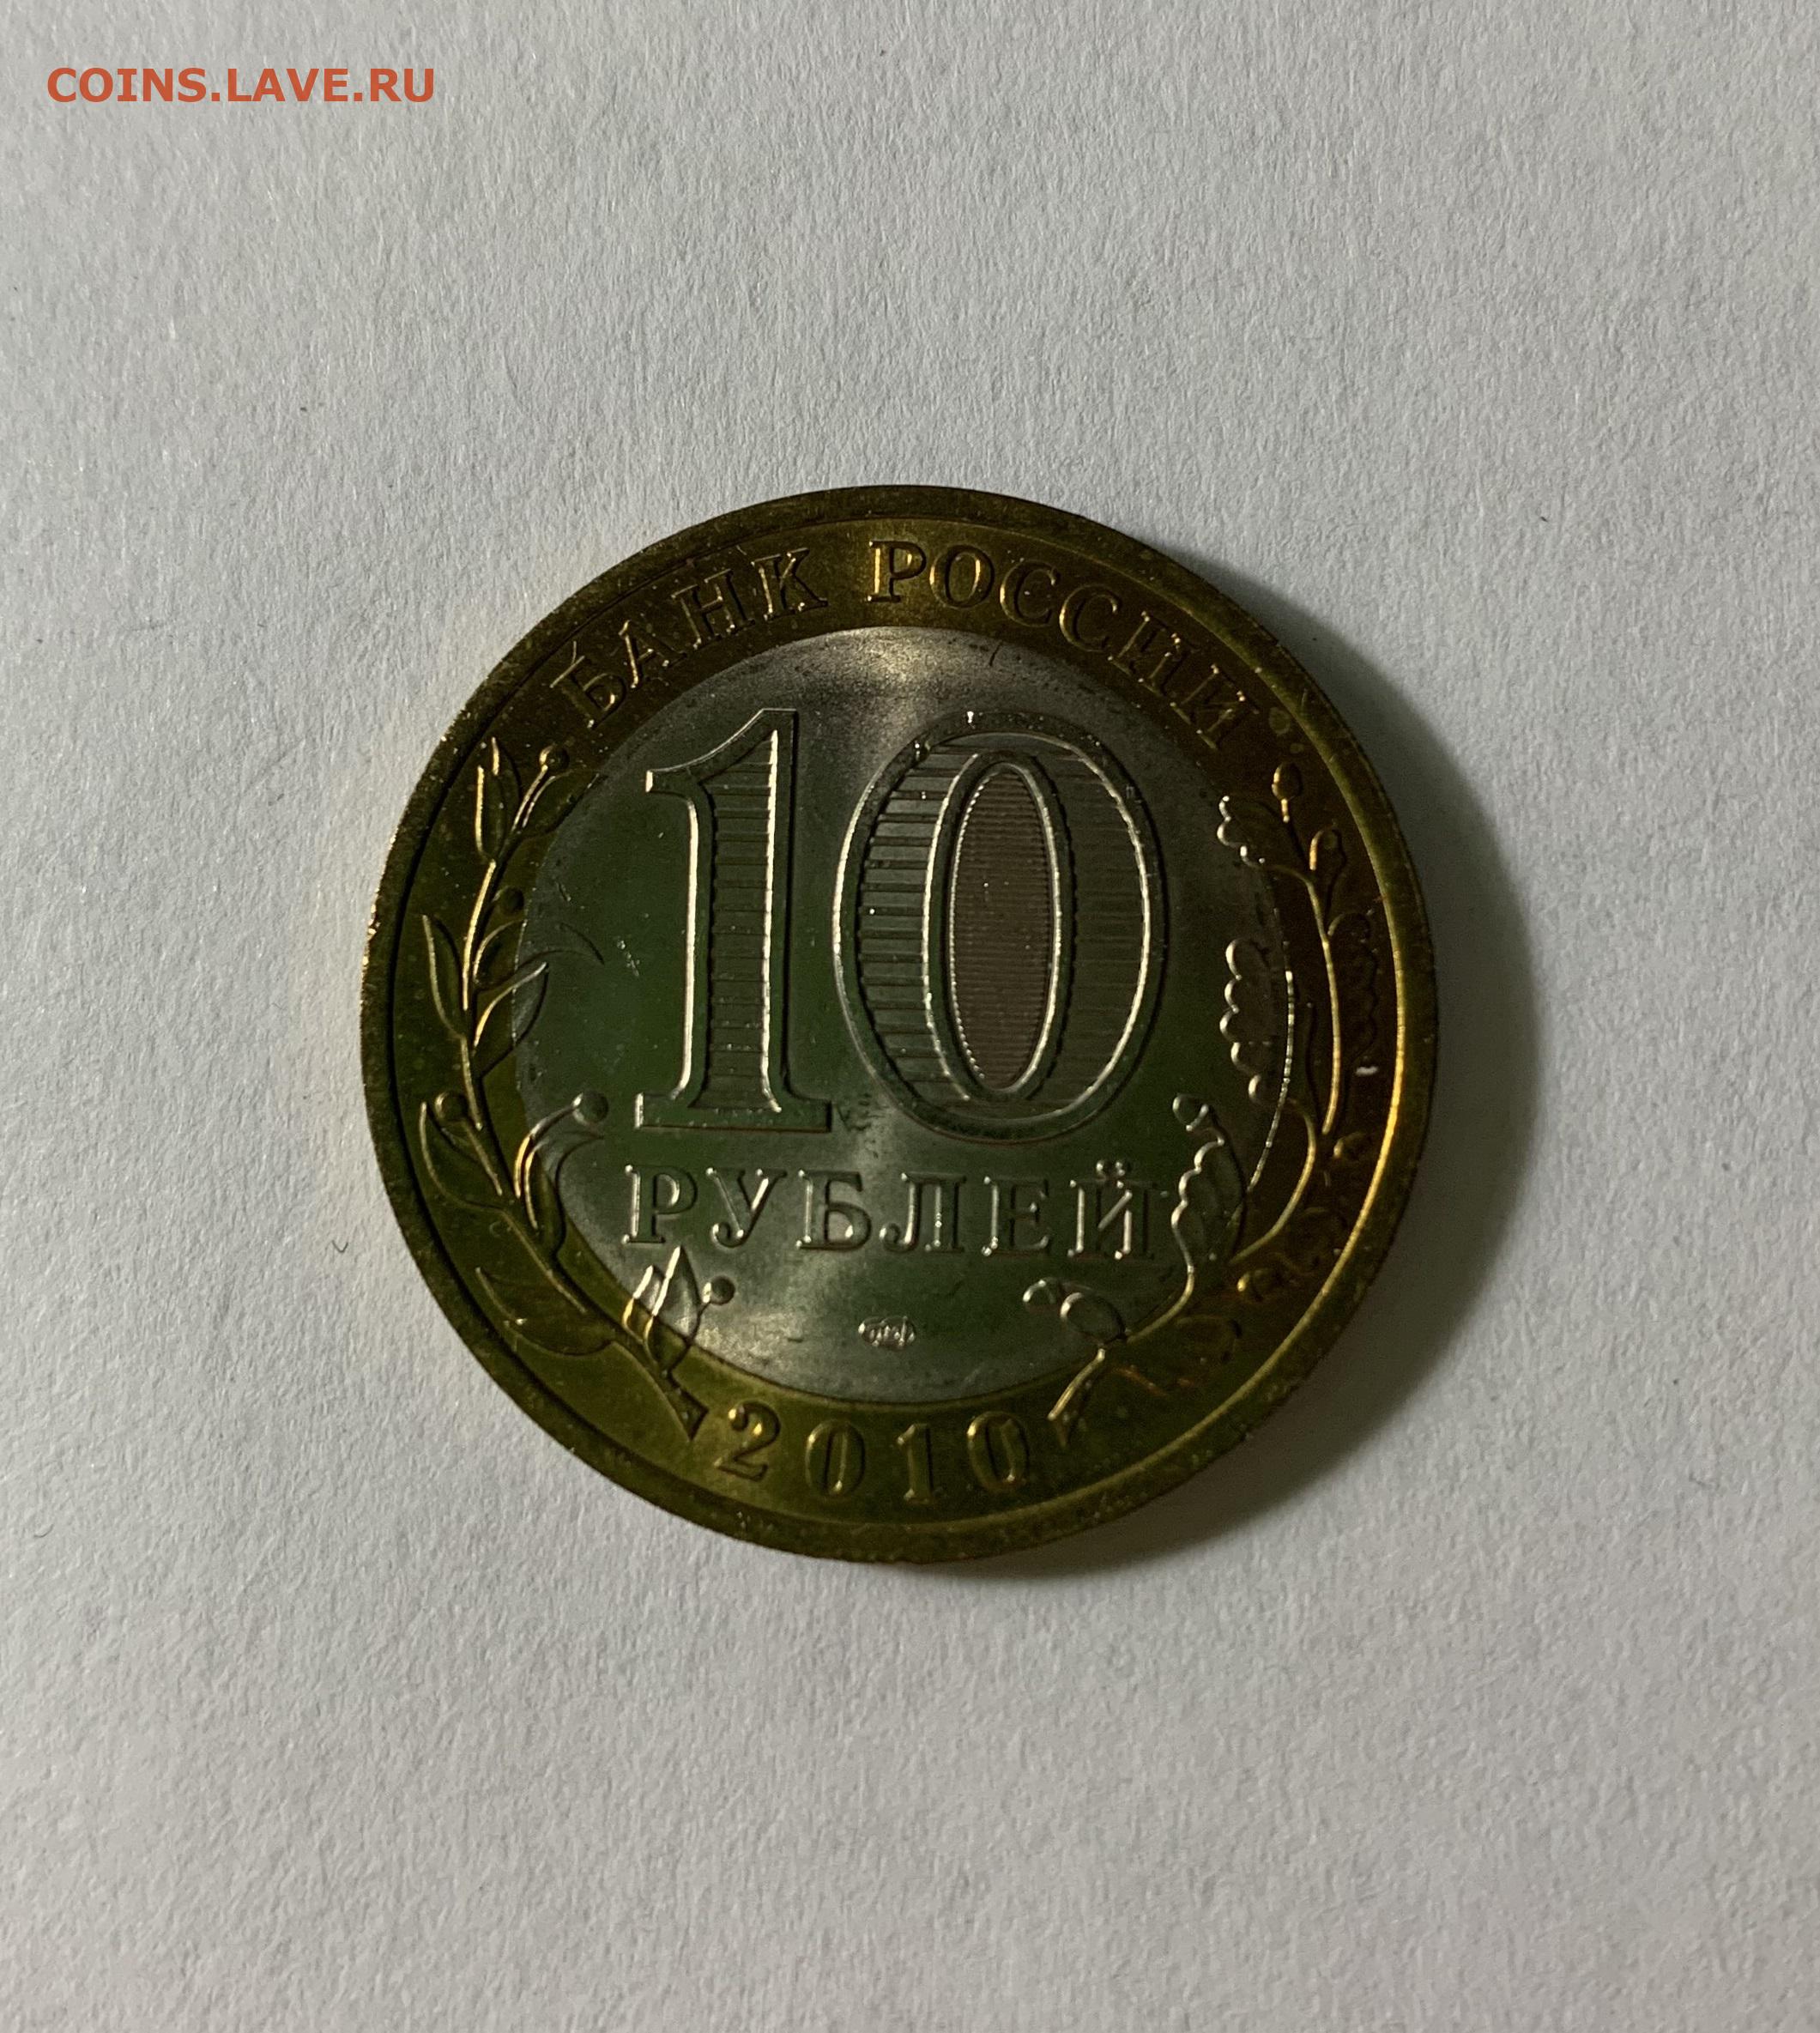 COINS.LAVE.RU
БАНК РОССИИ
10
РУБЛЕЙ
2010